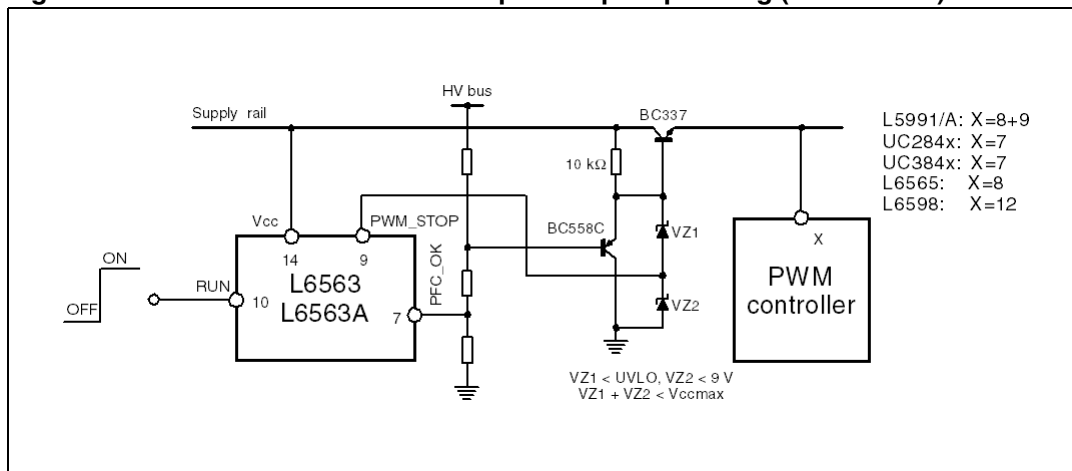 HV bus
Supply rail
BC337
10 kΩ
L5991/A: X=8+9
UC284x: X=7
UC384x: X=7
L6565: X=8
L6598: X=12
Vcc
PWM_STOP
BC558C
VZ1
14
9
X
ON
OFF
RUN
10
L6563
L6563A
7
PFC_OK
VZ2
PWM
controller
VZ1 < UVLO, VZ2 < 9 V
VZ1 + VZ2 < Vccmax